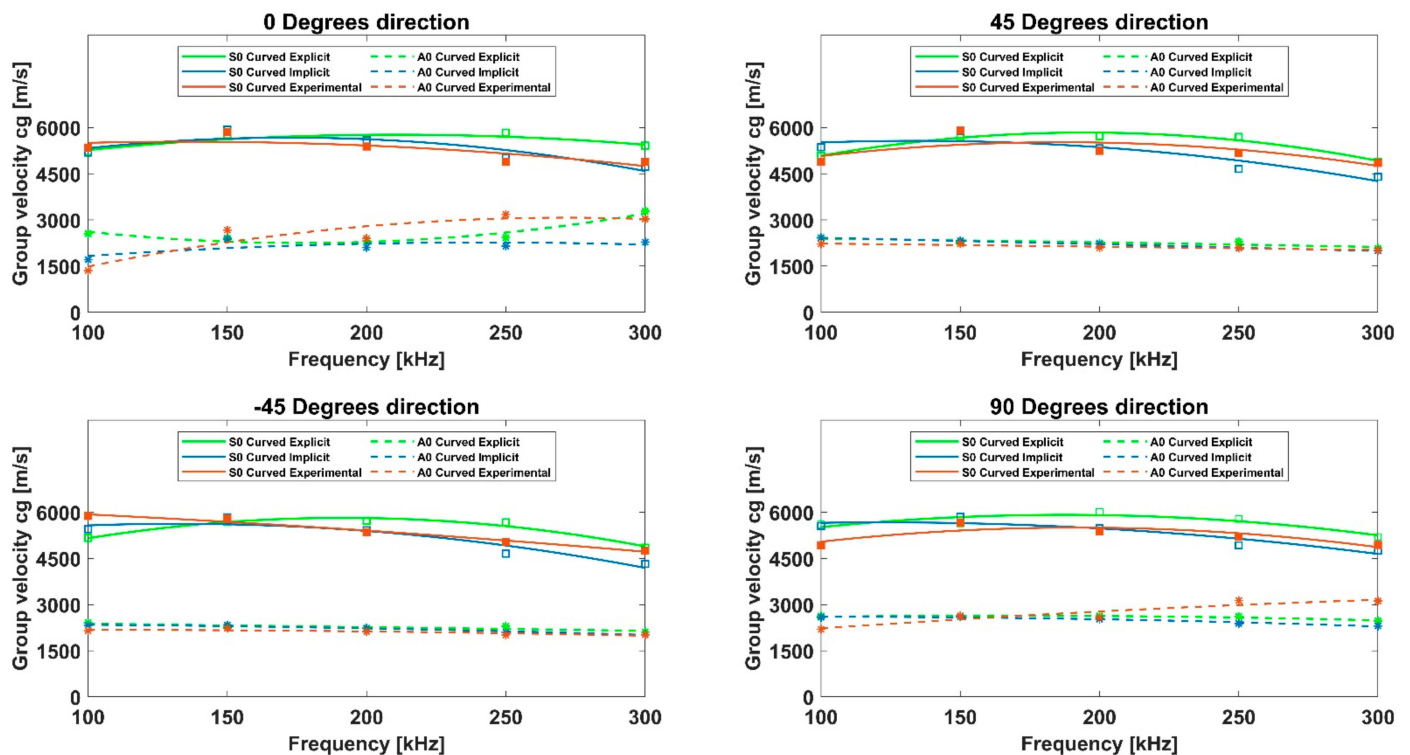 0 Degrees direction
S0 Curved Explicit
A0 Curved Explicit
S0 Curved Implicit
A0 Curved Implicit
S0 Curved Experimental
A0 Curved Experimental
Group velocity cg [m/s]
6000
4500
3000
1500
0
100 150 200 250 300
Frequency [kHz]
45 Degrees direction
S0 Curved Explicit
A0 Curved Explicit
S0 Curved Implicit
A0 Curved Implicit
S0 Curved Experimental
A0 Curved Experimental
Group velocity cg [m/s]
6000
4500
3000
1500
0
100 150 200 250 300
Frequency [kHz]
-45 Degrees direction
S0 Curved Explicit
A0 Curved Explicit
S0 Curved Implicit
A0 Curved Implicit
S0 Curved Experimental
A0 Curved Experimental
Group velocity cg [m/s]
6000
4500
3000
1500
0
100 150 200 250 300
Frequency [kHz]
90 Degrees direction
S0 Curved Explicit
A0 Curved Explicit
S0 Curved Implicit
A0 Curved Implicit
S0 Curved Experimental
A0 Curved Experimental
Group velocity cg [m/s]
6000
4500
3000
1500
0
100 150 200 250 300
Frequency [kHz]